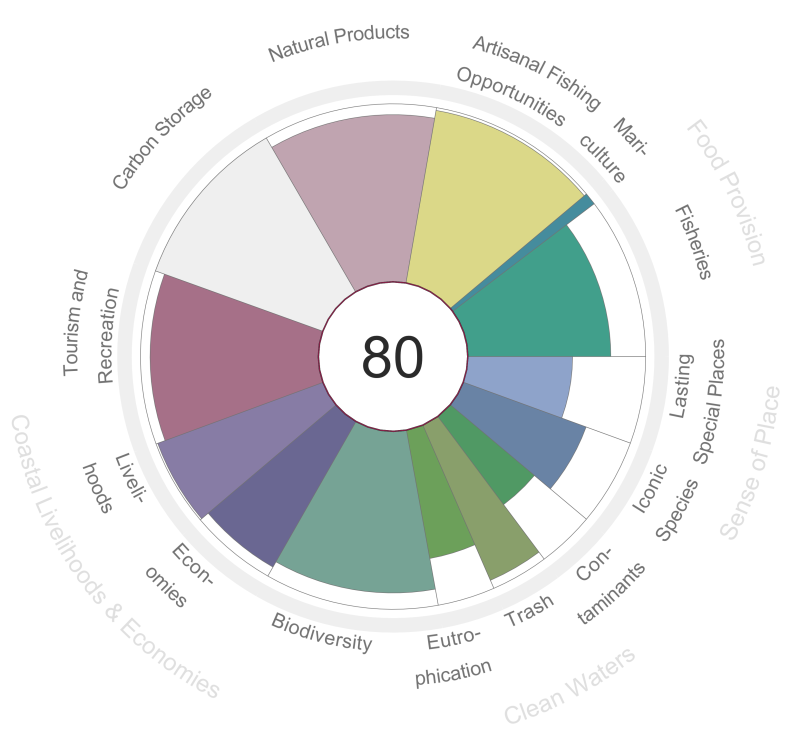 Natural Products
Artisanal Fishing
Opportunities
Mari-
culture
Food Provision
Fisheries
Lasting
Special Places
Sense of Place
Iconic
Species
Con-
taminants
Trash
Clean Waters
Eutro-
phication
Biodiversity
Econ-
omies
Coastal Livelihoods & Economies
Liveli-
hoods
Tourism and
Recreation
Carbon Storage
80